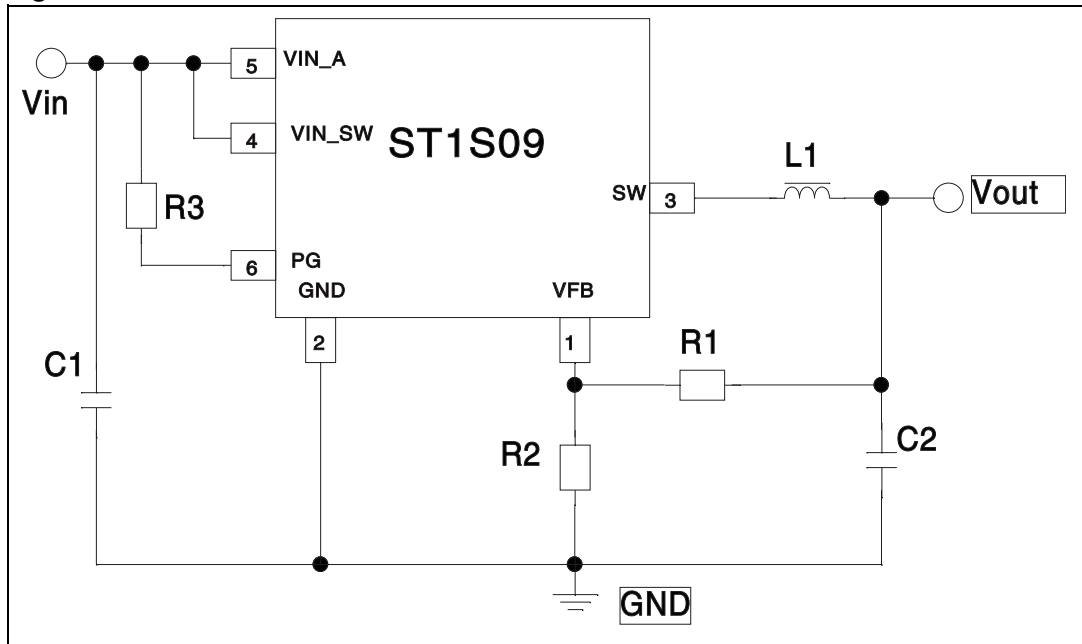 Vin
5
VIN_A
4
VIN_SW
ST1S09
R3
6
PG
GND
2
VFB
1
SW
3
L1
Vout
C1
R1
R2
C2
GND